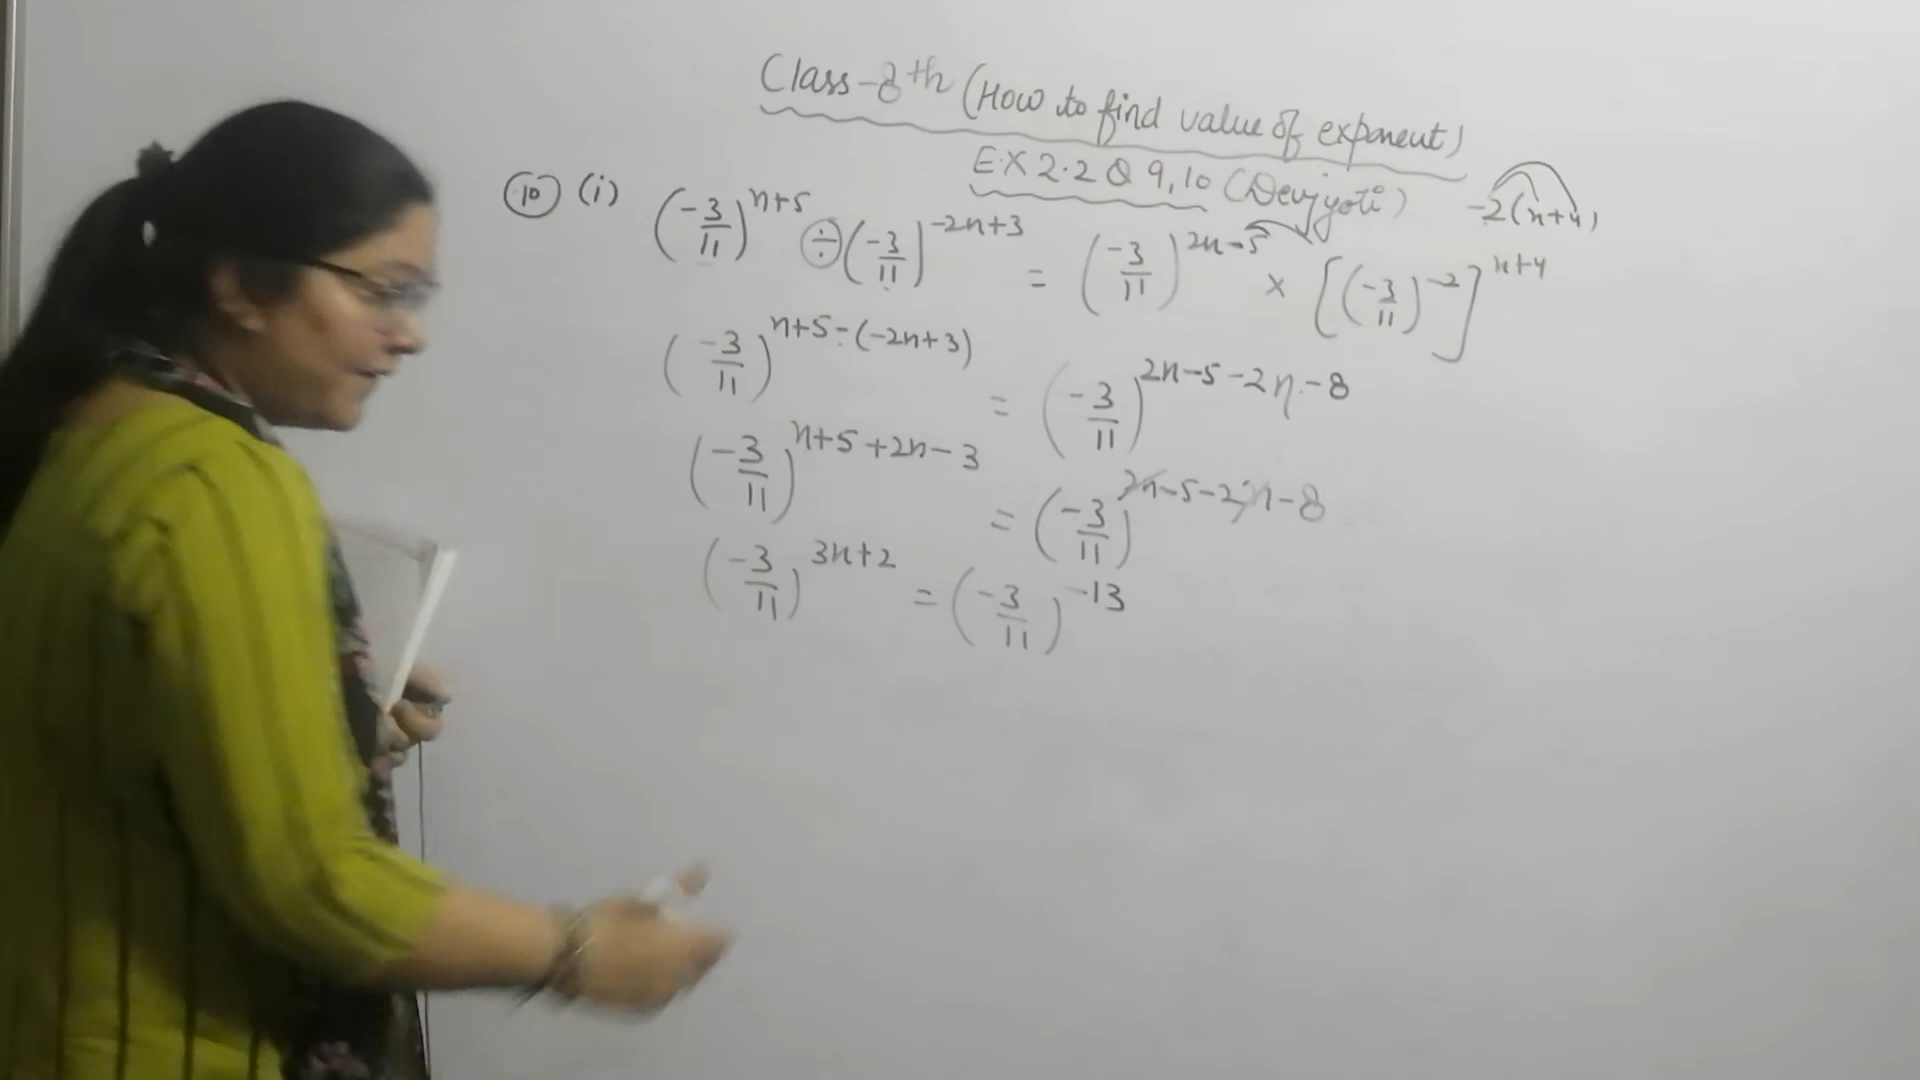 Class-8th (How to find value of exponent)
EX 2.2 Q 9,10 (Devjyoti)
-2(n+4)
(10) (i) (-3/11)^{n+5} ÷ (-3/11)^{-2n+3} = (-3/11)^{2n-5} × [(-3/11)^{-2}]^{n+4}
(-3/11)^{n+5-(-2n+3)} = (-3/11)^{2n-5-2n-8}
(-3/11)^{n+5+2n-3} = (-3/11)^{2n-5-2n-8}
(-3/11)^{3n+2} = (-3/11)^{-13}